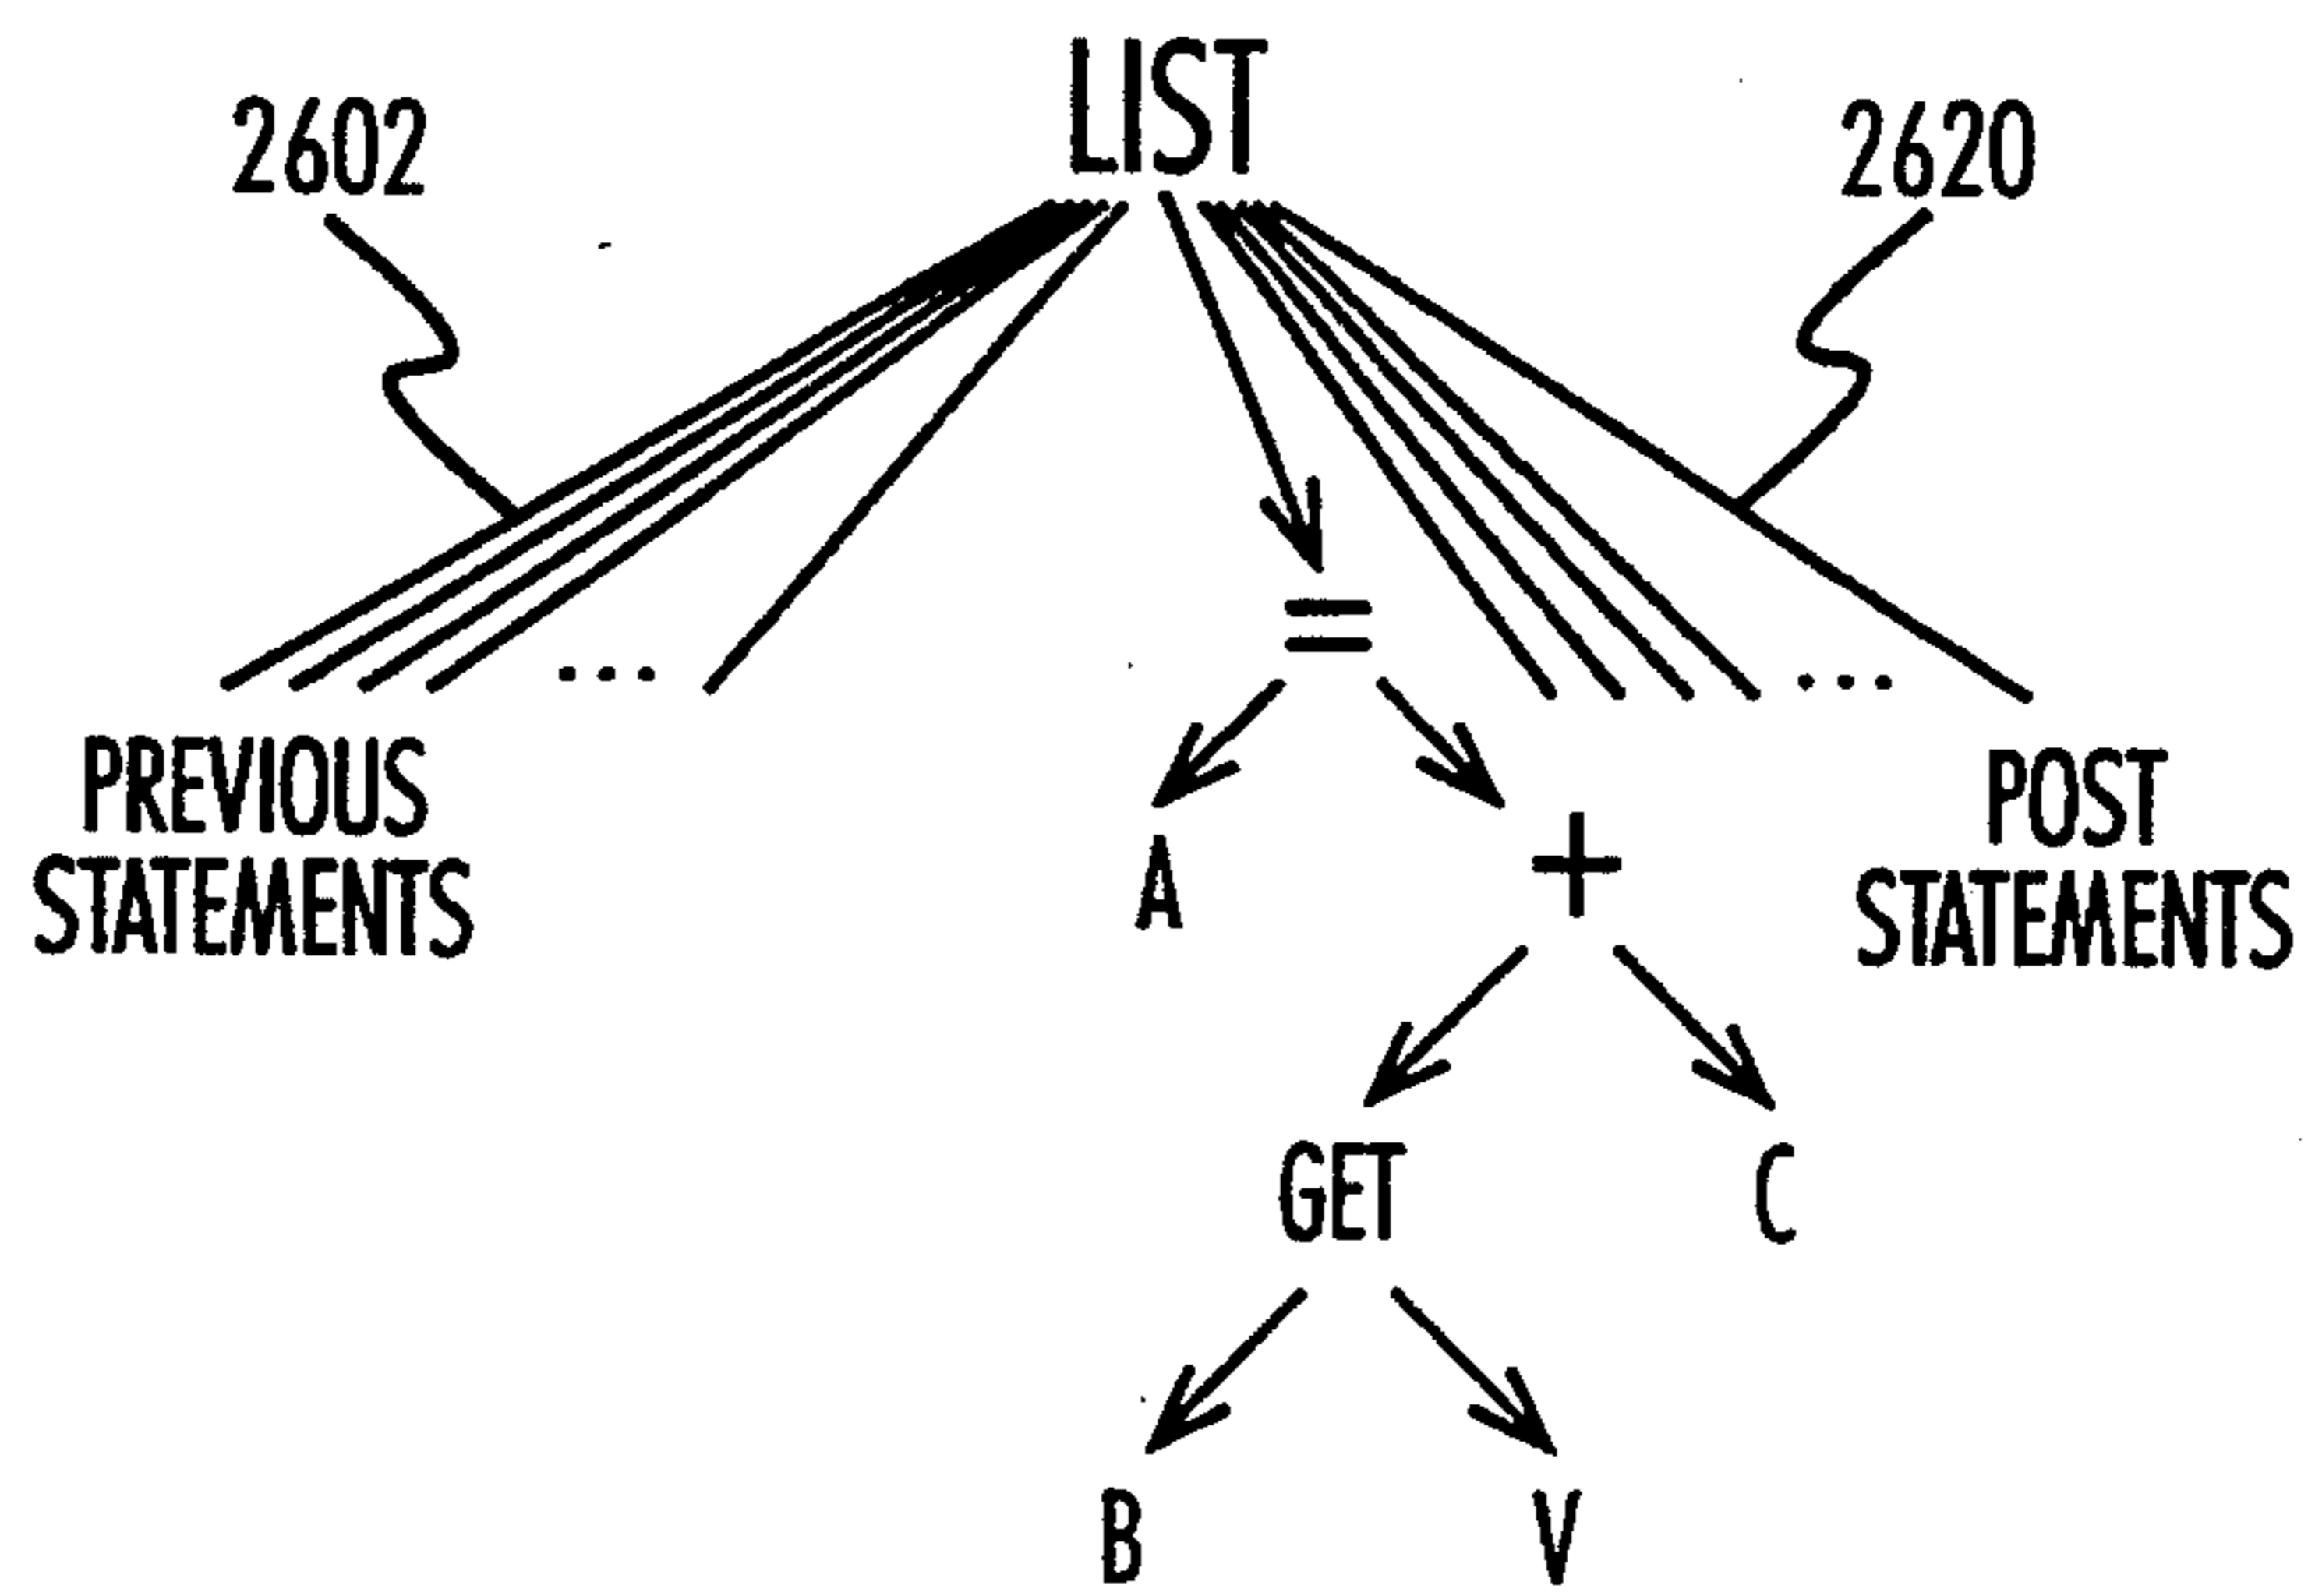 LIST
2602
2620
=
...
...
PREVIOUS
STATEMENTS
A
+
POST
STATEMENTS
GET
C
B
V